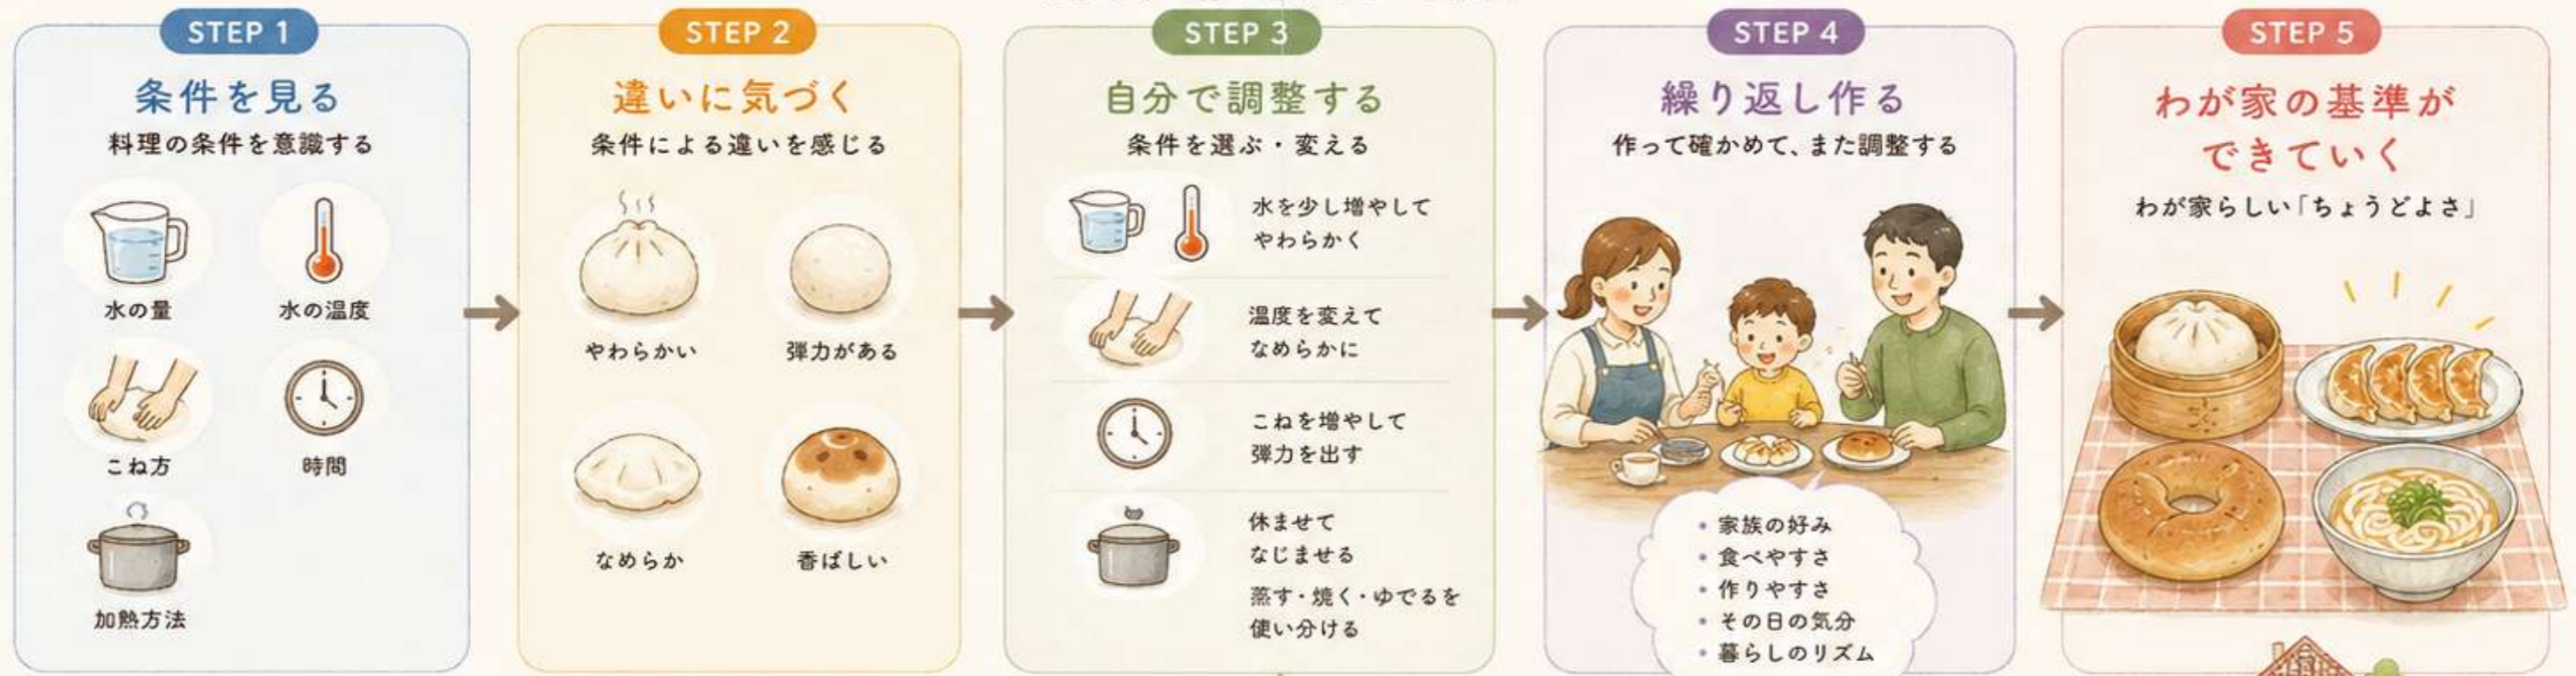 STEP 1
条件を見る
料理の条件を意識する
水の量
水の温度
こね方
時間
加熱方法
STEP 2
違いに気づく
条件による違いを感じる
やわらかい
弾力がある
なめらか
香ばしい
STEP 3
自分で調整する
条件を選ぶ・変える
水を少し増やして
やわらかく
温度を変えて
なめらかに
こねを増やして
弾力を出す
休ませて
なじませる
蒸す・焼く・ゆでるを
使い分ける
STEP 4
繰り返し作る
作って確かめて、また調整する
• 家族の好み
• 食べやすさ
• 作りやすさ
• その日の気分
• 暮らしのリズム
STEP 5
わが家の基準が
できていく
わが家らしい「ちょうどよさ」